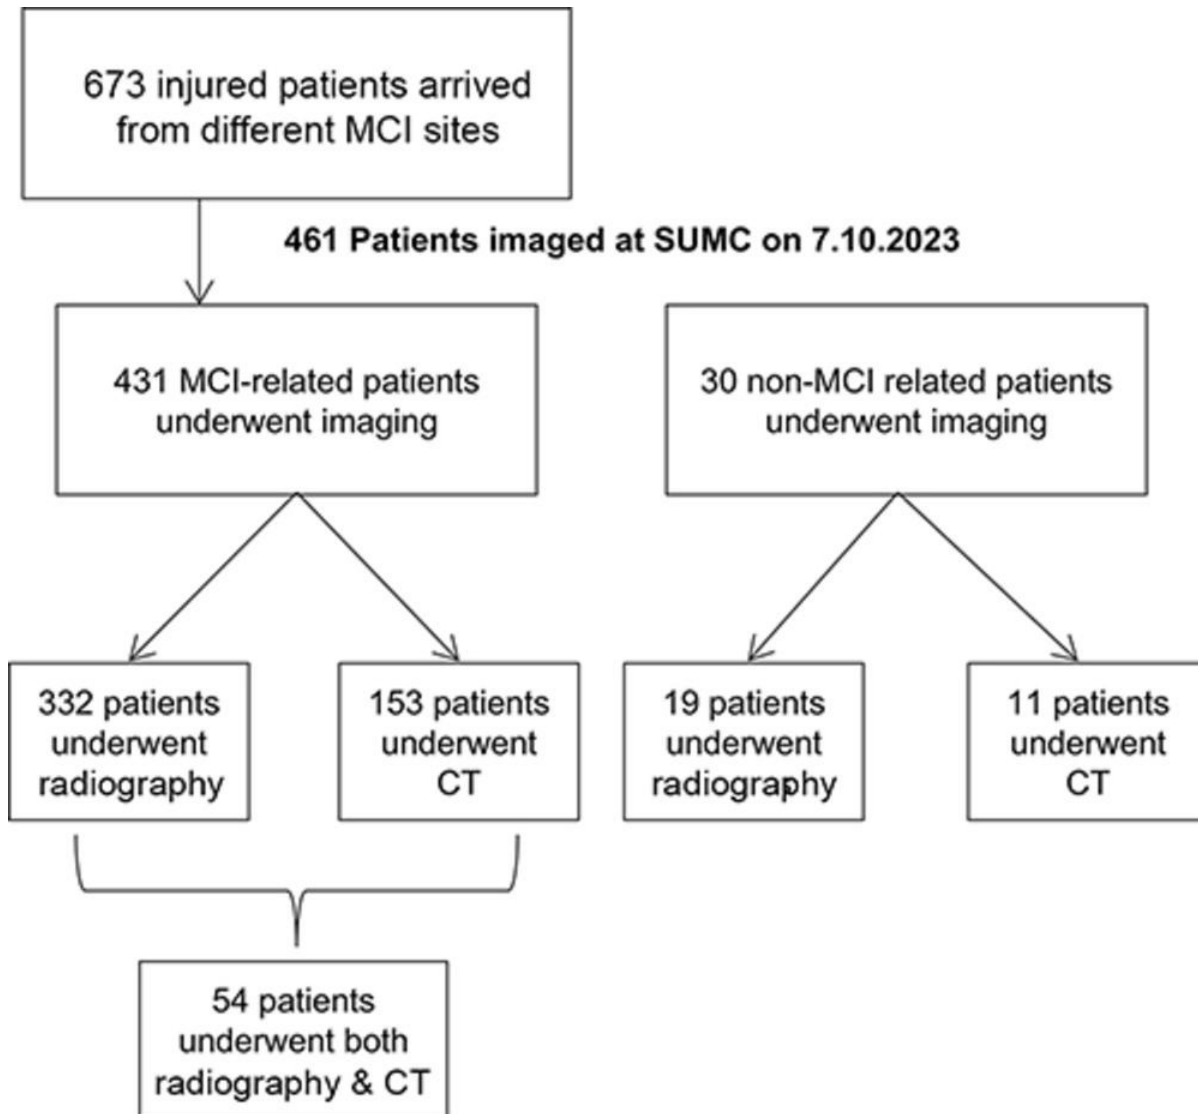 673 injured patients arrived
from different MCI sites
461 Patients imaged at SUMC on 7.10.2023
431 MCI-related patients
underwent imaging
30 non-MCI related patients
underwent imaging
332 patients
underwent
radiography
153 patients
underwent
CT
19 patients
underwent
radiography
11 patients
underwent
CT
54 patients
underwent both
radiography & CT